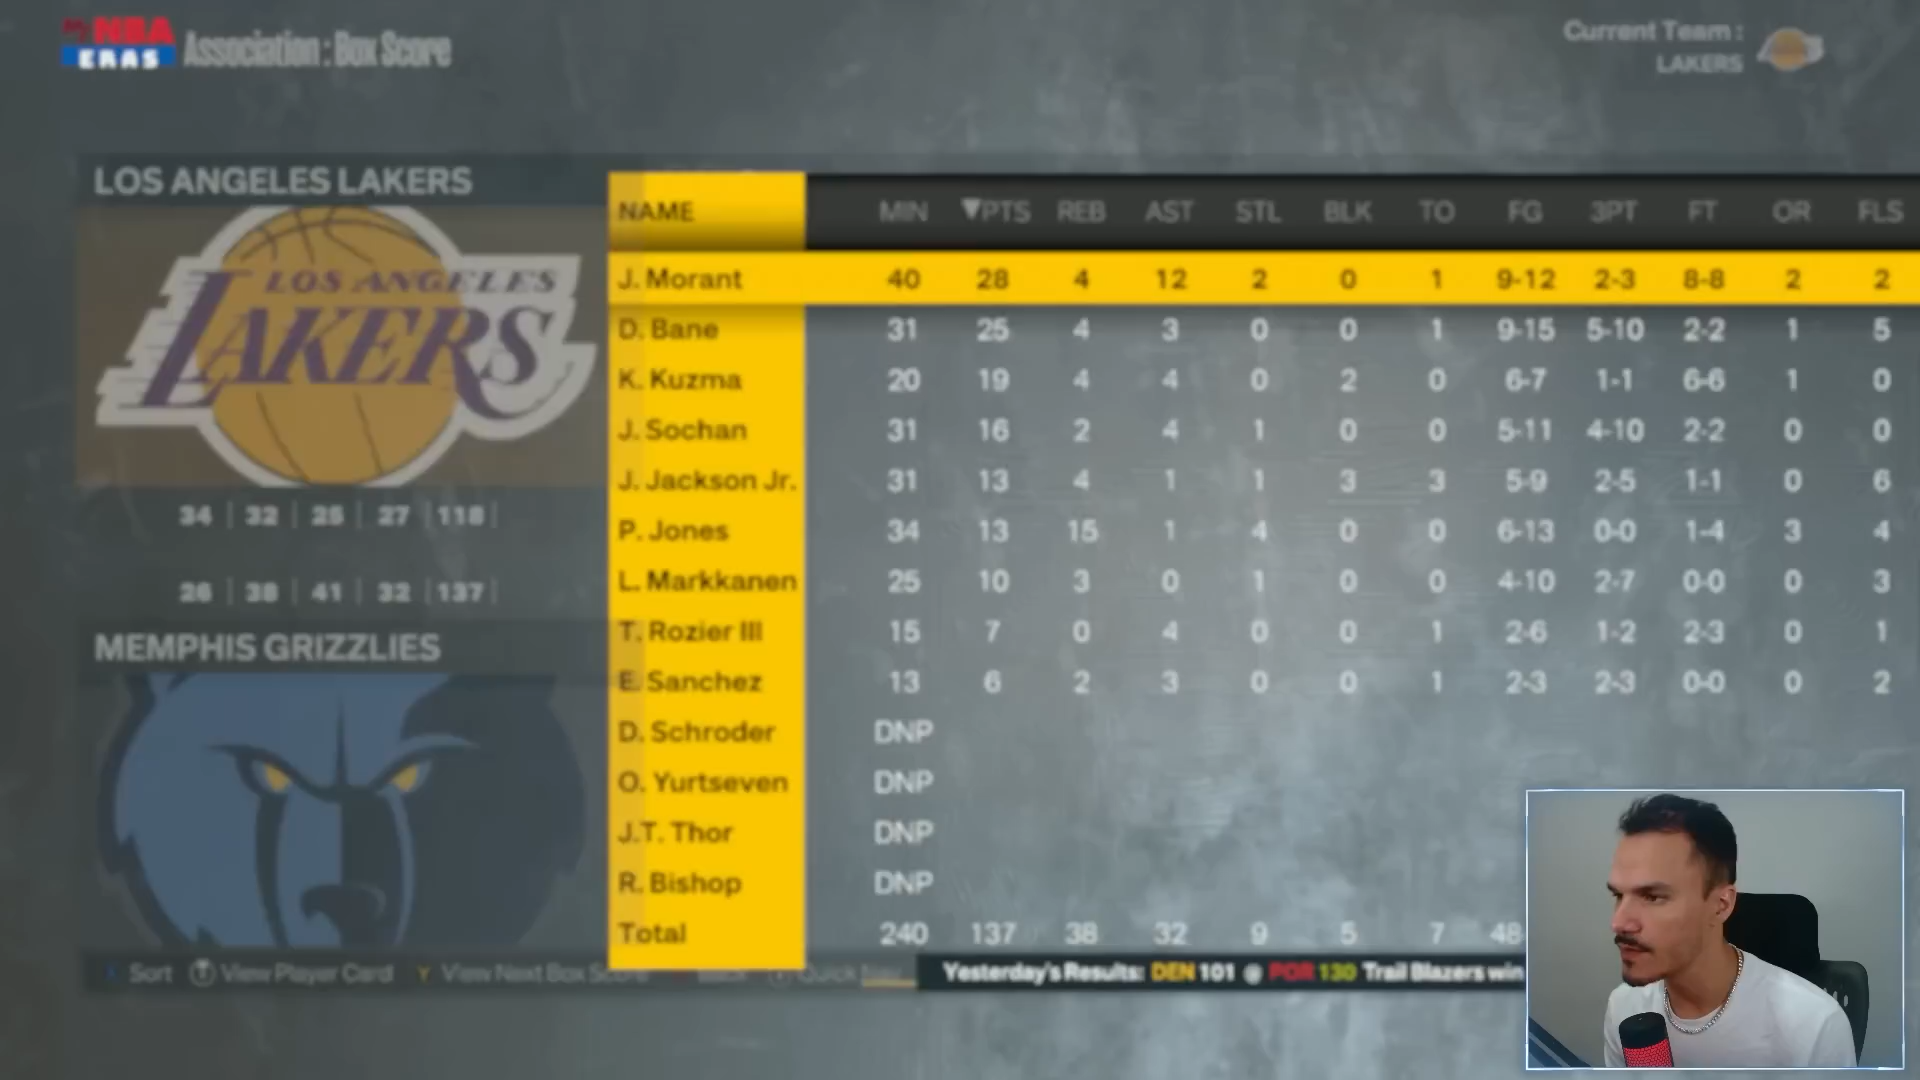 MyNBA ERAS Association : Box Score
Current Team :
LAKERS
LOS ANGELES LAKERS
LOS ANGELES
LAKERS
34 | 32 | 25 | 27 | 118 |
26 | 38 | 41 | 32 | 137 |
MEMPHIS GRIZZLIES
NAME MIN ▼PTS REB AST STL BLK TO FG 3PT FT OR FLS
J. Morant 40 28 4 12 2 0 1 9-12 2-3 8-8 2 2
D. Bane 31 25 4 3 0 0 1 9-15 5-10 2-2 1 5
K. Kuzma 20 19 4 4 0 2 0 6-7 1-1 6-6 1 0
J. Sochan 31 16 2 4 1 0 0 5-11 4-10 2-2 0 0
J. Jackson Jr. 31 13 4 1 1 3 3 5-9 2-5 1-1 0 6
P. Jones 34 13 15 1 4 0 0 6-13 0-0 1-4 3 4
L. Markkanen 25 10 3 0 1 0 0 4-10 2-7 0-0 0 3
T. Rozier III 15 7 0 4 0 0 1 2-6 1-2 2-3 0 1
E. Sanchez 13 6 2 3 0 0 1 2-3 2-3 0-0 0 2
D. Schroder DNP
O. Yurtseven DNP
J.T. Thor DNP
R. Bishop DNP
Total 240 137 38 32 9 5 7 48
Sort View Player Card Y View Next Box Score Back Quick Nav
Yesterday's Results: DEN 101 @ POR 130 Trail Blazers win